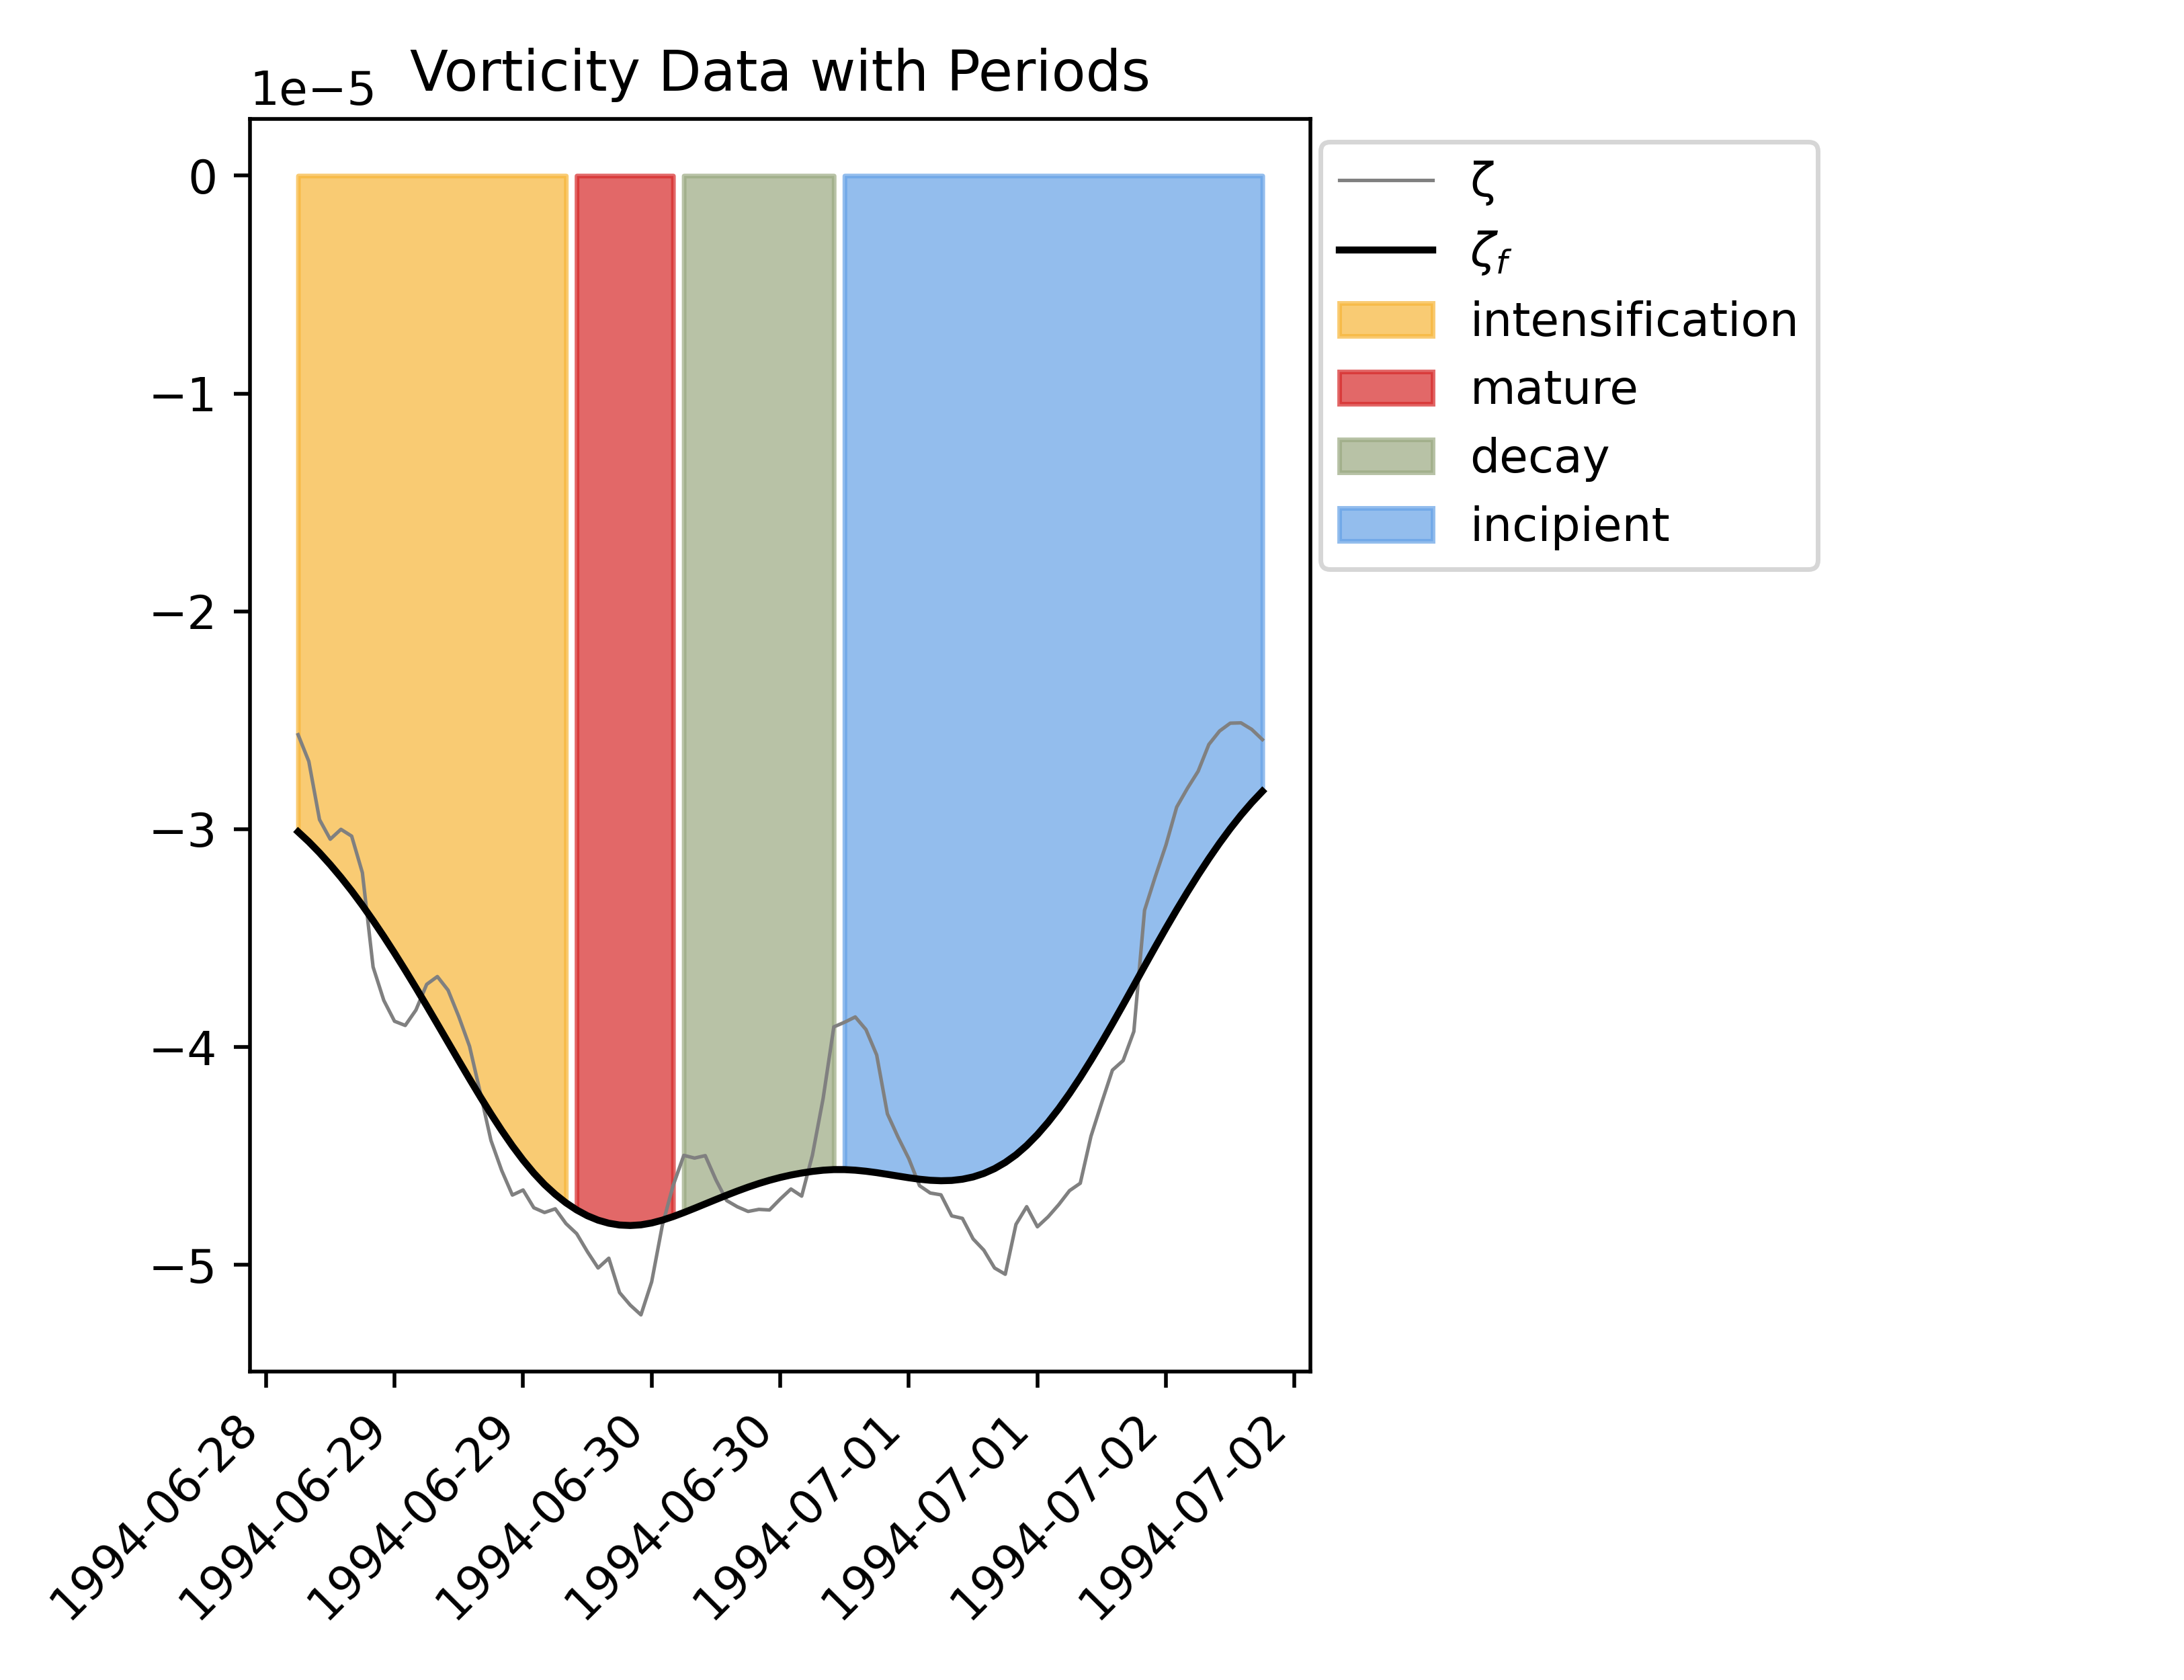 Vorticity Data with Periods
1e−5
0
−1
−2
−3
−4
−5
1994-06-28
1994-06-29
1994-06-29
1994-06-30
1994-06-30
1994-07-01
1994-07-01
1994-07-02
1994-07-02
ζ
ζf
intensification
mature
decay
incipient